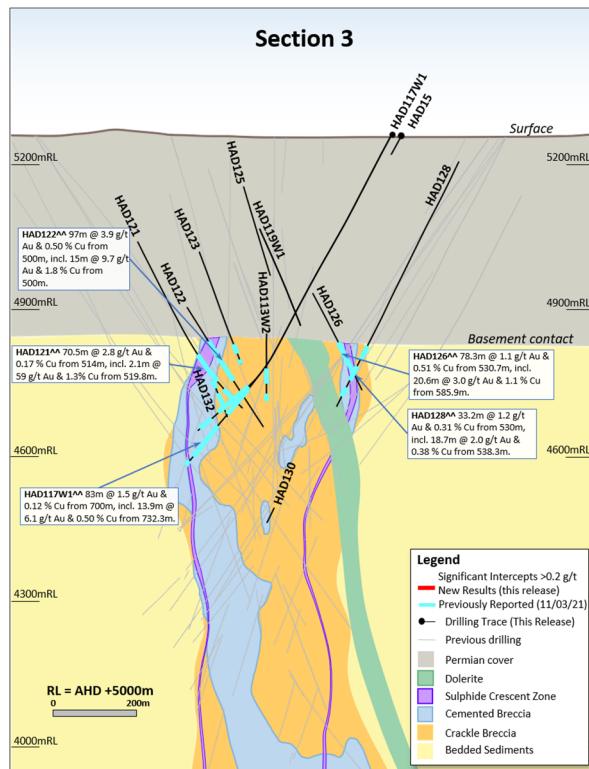 Section 3
HAD117W1
HAD15
Surface
5200mRL
5200mRL
HAD125
HAD128
HAD121
HAD119W1
HAD123
HAD122^^ 97m @ 3.9 g/t
Au & 0.50 % Cu from
500m, incl. 15m @ 9.7 g/t
Au & 1.8 % Cu from
500m.
HAD122
HAD113W2
HAD126
4900mRL
4900mRL
Basement contact
HAD121^^ 70.5m @ 2.8 g/t Au &
0.17 % Cu from 514m, incl. 2.1m @
59 g/t Au & 1.3% Cu from 519.8m.
HAD126^^ 78.3m @ 1.1 g/t Au &
0.51 % Cu from 530.7m, incl.
20.6m @ 3.0 g/t Au & 1.1 % Cu
from 585.9m.
HAD132
HAD128^^ 33.2m @ 1.2 g/t
Au & 0.31 % Cu from 530m,
incl. 18.7m @ 2.0 g/t Au &
0.38 % Cu from 538.3m.
4600mRL
4600mRL
HAD130
HAD117W1^^ 83m @ 1.5 g/t Au &
0.12 % Cu from 700m, incl. 13.9m @
6.1 g/t Au & 0.50 % Cu from 732.3m.
4300mRL
Legend
Significant Intercepts >0.2 g/t
New Results (this release)
Previously Reported (11/03/21)
Drilling Trace (This Release)
Previous drilling
Permian cover
Dolerite
Sulphide Crescent Zone
Cemented Breccia
Crackle Breccia
Bedded Sediments
RL = AHD +5000m
0 200m
4000mRL